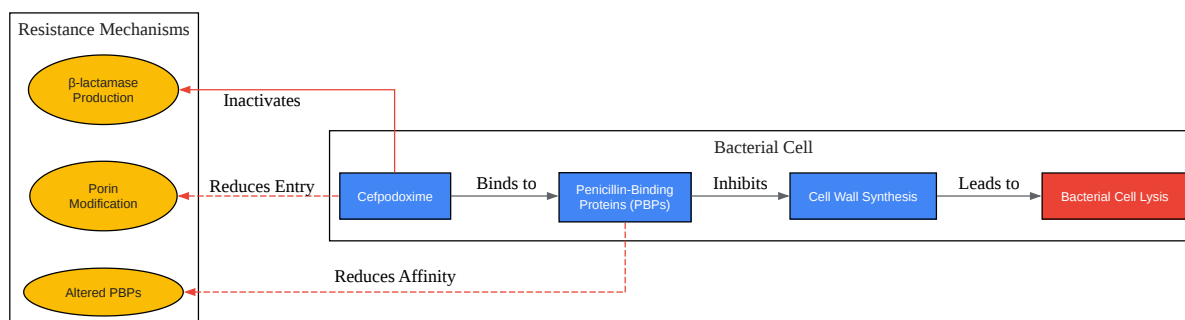 Resistance Mechanisms
β-lactamase
Production
Inactivates
Bacterial Cell
Porin
Modification
Reduces Entry
Cefpodoxime
Binds to
Penicillin-Binding
Proteins (PBPs)
Inhibits
Cell Wall Synthesis
Leads to
Bacterial Cell Lysis
Reduces Affinity
Altered PBPs